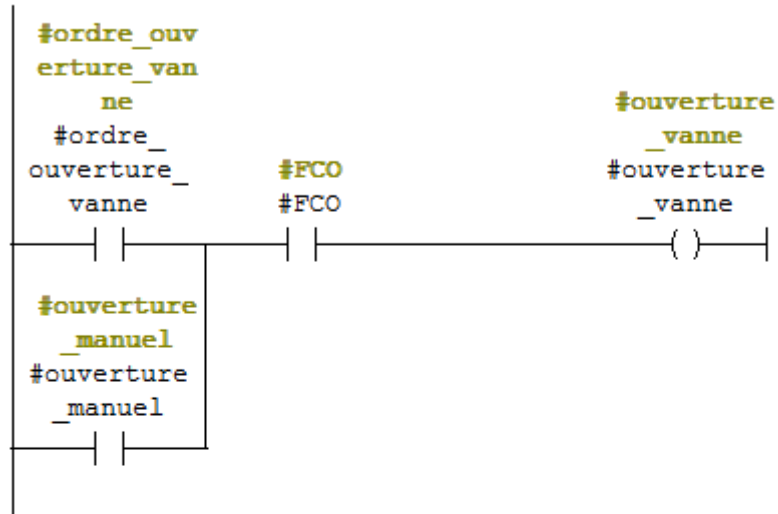 #ordre_ouv
erture_van
ne
#ordre_
ouverture_
vanne
#FCO
#FCO
#ouverture
_vanne
#ouverture
_vanne
( )
#ouverture
_manuel
#ouverture
_manuel